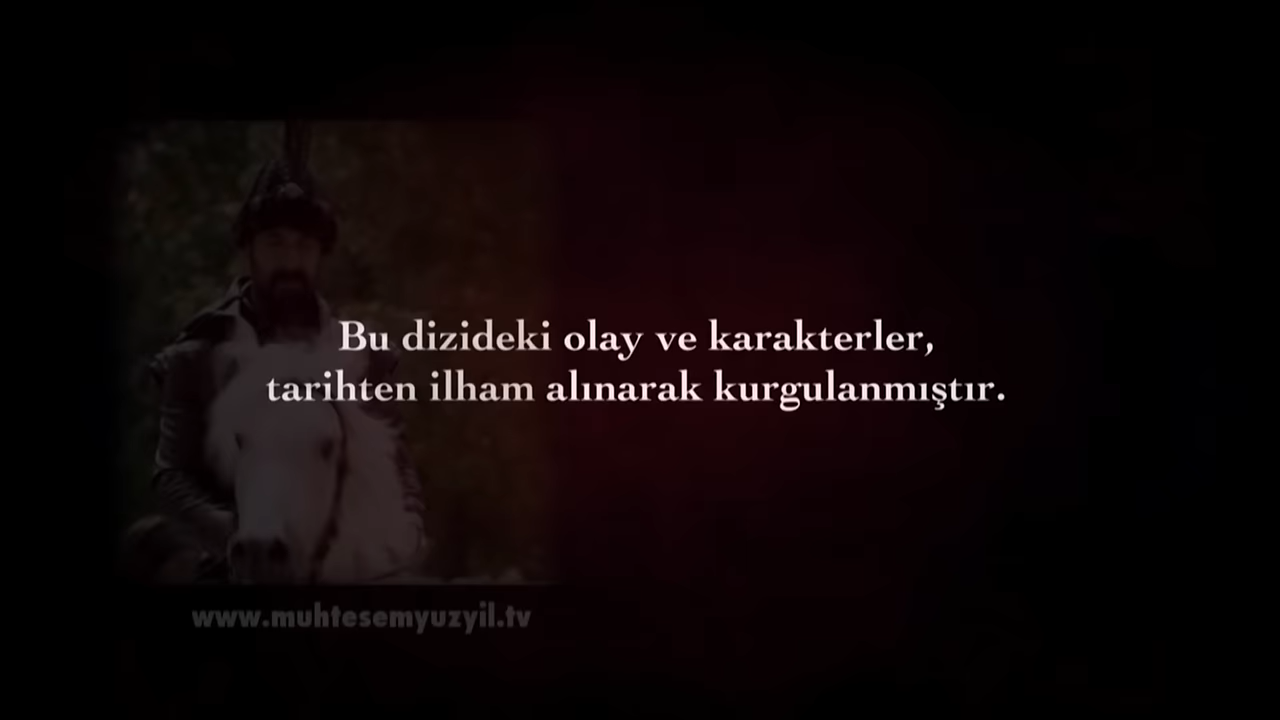 Bu dizideki olay ve karakterler,
tarihten ilham alınarak kurgulanmıştır.
www.muhtesemyuzyil.tv